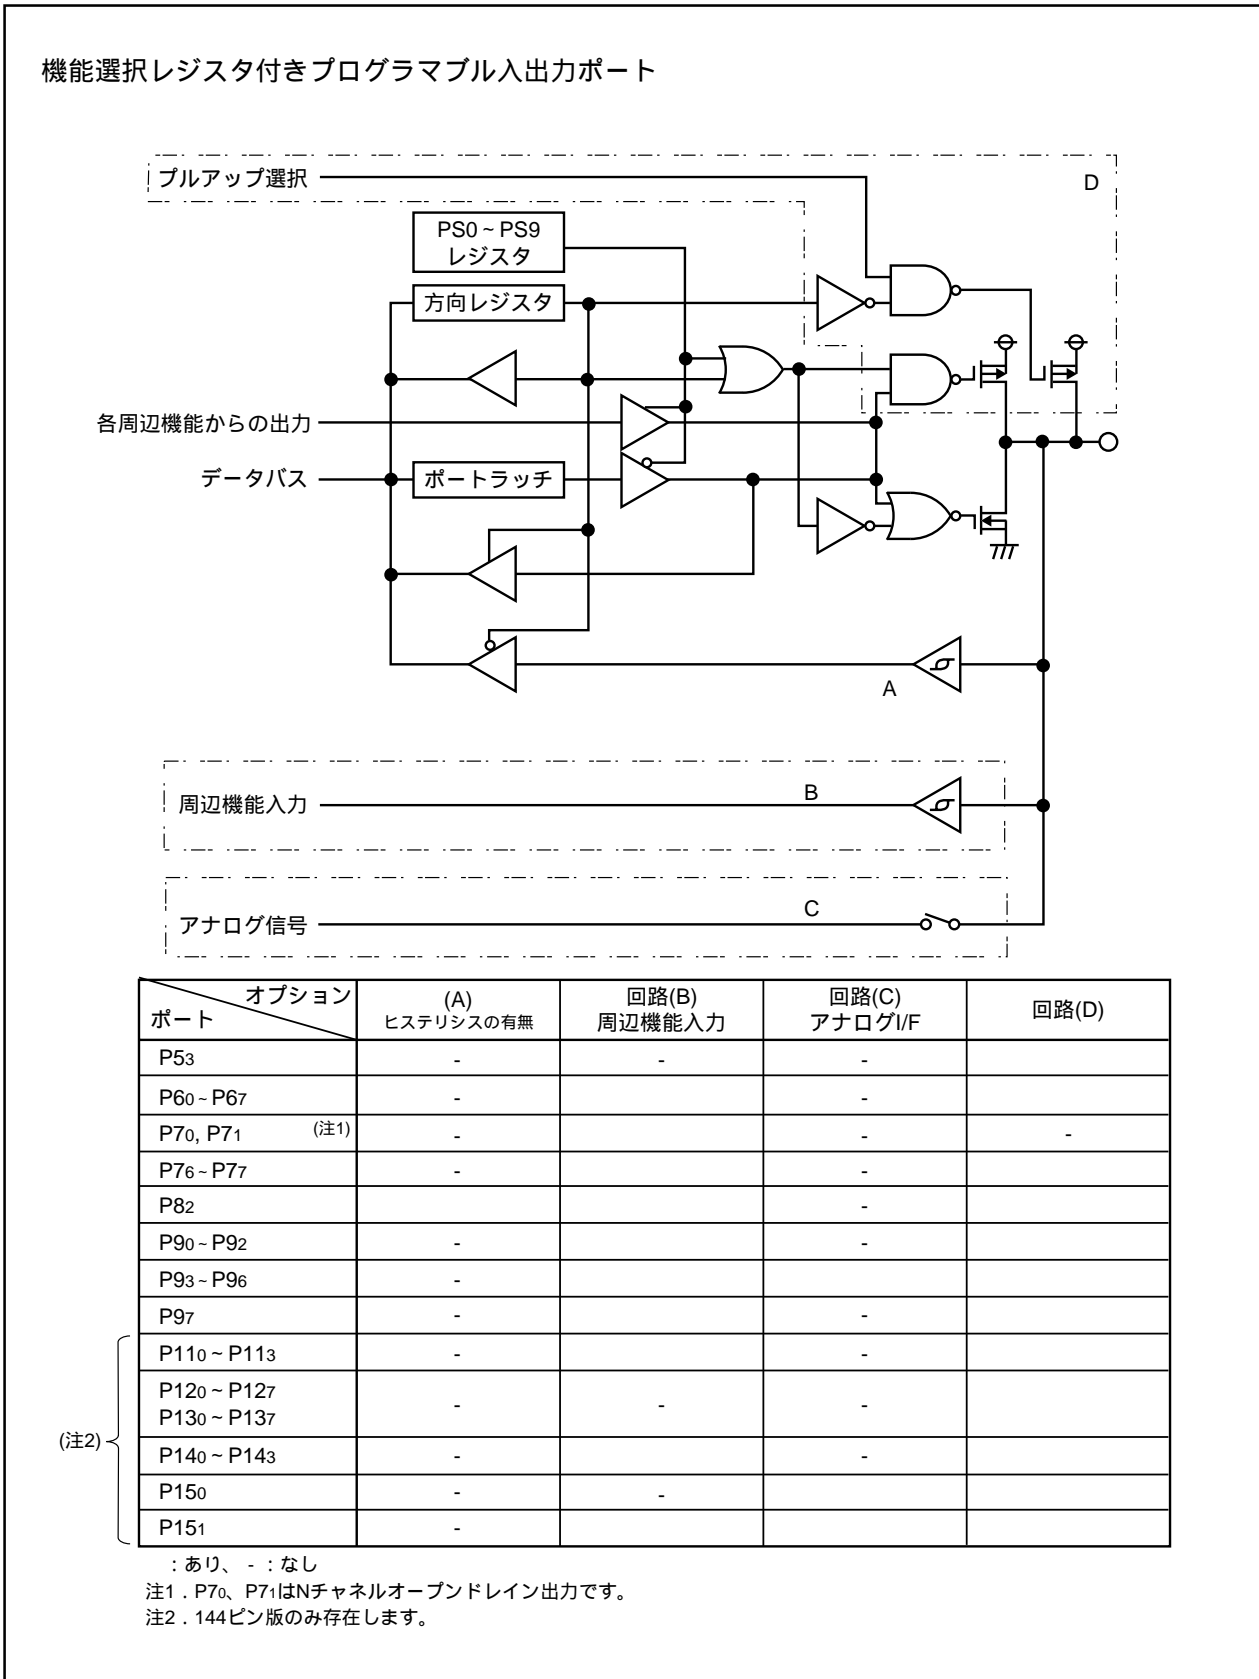 機能選択レジスタ付きプログラマブル入出力ポート
プルアップ選択
D
PS0～PS9
レジスタ
方向レジスタ
各周辺機能からの出力
データバス
ポートラッチ
A
周辺機能入力
B
アナログ信号
C
オプション
ポート
(A)
ヒステリシスの有無
回路(B)
周辺機能入力
回路(C)
アナログI/F
回路(D)
P53 - - -
P60～P67 - -
P70, P71 (注1) - - -
P76～P77 - -
P82 -
P90～P92 - -
P93～P96 -
P97 - -
P110～P113 - -
P120～P127
P130～P137
- - -
(注2)
P140～P143 - -
P150 - -
P151 -
：あり、 - ：なし
注1．P70、P71はNチャネルオープンドレイン出力です。
注2．144ピン版のみ存在します。